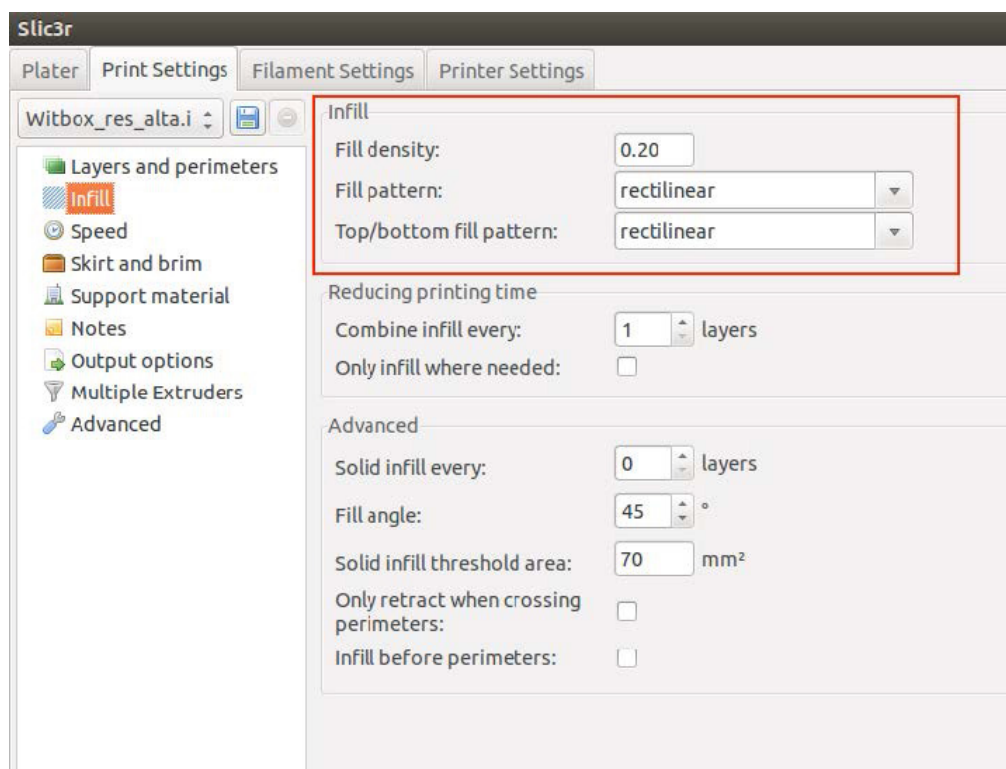 Slic3r
Plater Print Settings Filament Settings Printer Settings
Witbox_res_alta.i
Layers and perimeters
Infill
Speed
Skirt and brim
Support material
Notes
Output options
Multiple Extruders
Advanced
Infill
Fill density: 0.20
Fill pattern: rectilinear
Top/bottom fill pattern: rectilinear
Reducing printing time
Combine infill every: 1 layers
Only infill where needed:
Advanced
Solid infill every: 0 layers
Fill angle: 45 °
Solid infill threshold area: 70 mm²
Only retract when crossing
perimeters:
Infill before perimeters: